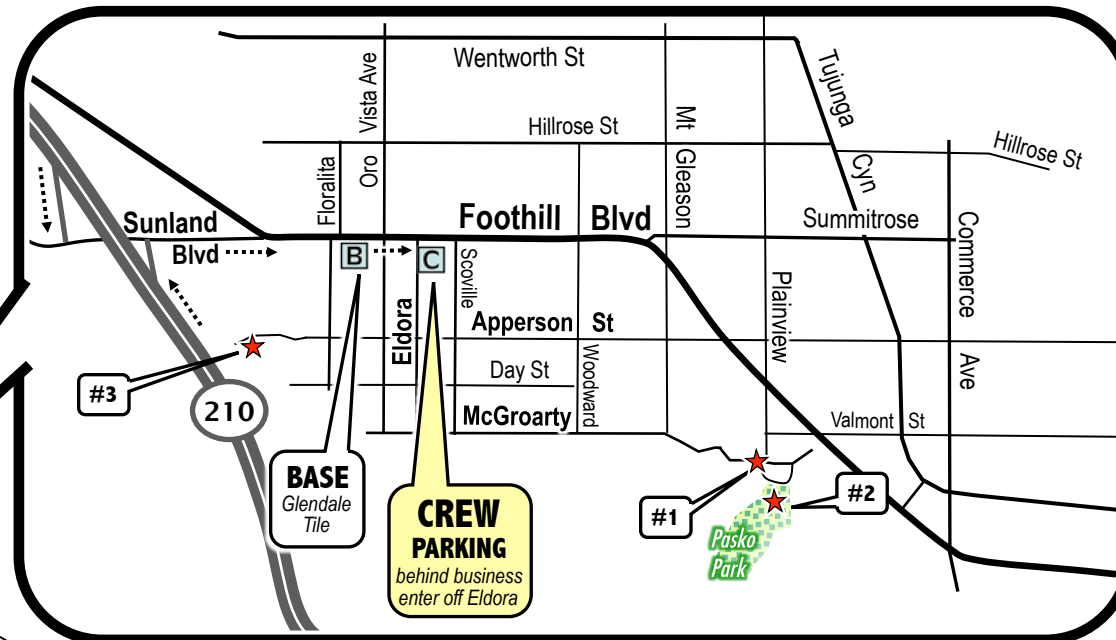 Wentworth St
Vista Ave
Oro
Tujunga
Cyn
Hillrose St
Mt
Gleason
Hillrose St
Floralita
Sunland
Blvd
Foothill Blvd
Summitrose
Commerce
Ave
B
C
Scoville
Plainview
Eldora
Apperson St
Woodward
Day St
#3
210
McGroarty
Valmont St
BASE
Glendale
Tile
CREW
PARKING
behind business
enter off Eldora
#1
#2
Pasko
Park